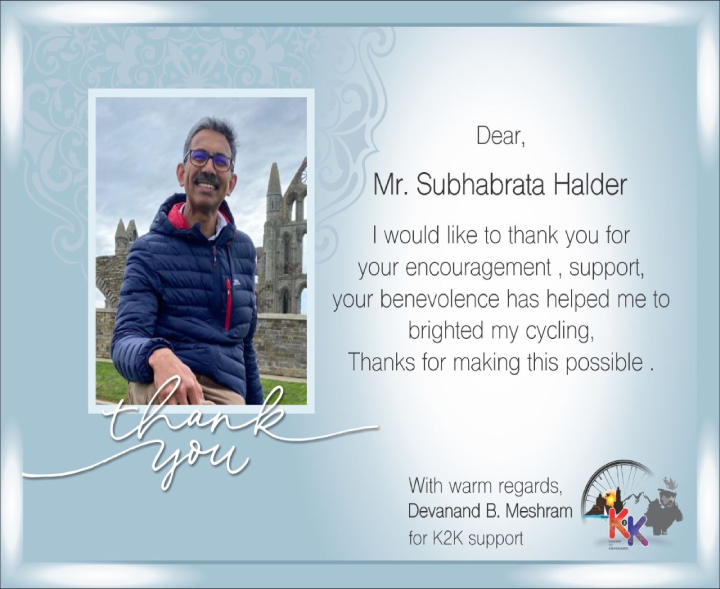 Dear,
Mr. Subhabrata Halder
I would like to thank you for
your encouragement , support,
your benevolence has helped me to
brighted my cycling,
Thanks for making this possible .
thank
you
With warm regards,
Devanand B. Meshram
for K2K support
K2K